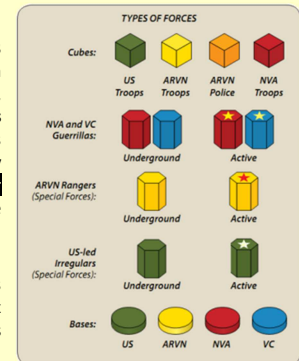 TYPES OF FORCES
Cubes:
US Troops
ARVN Troops
ARVN Police
NVA Troops
NVA and VC
Guerrillas:
Underground Active
ARVN Rangers
(Special Forces):
Underground Active
US-led
Irregulars
(Special Forces):
Underground Active
Bases:
US ARVN NVA VC